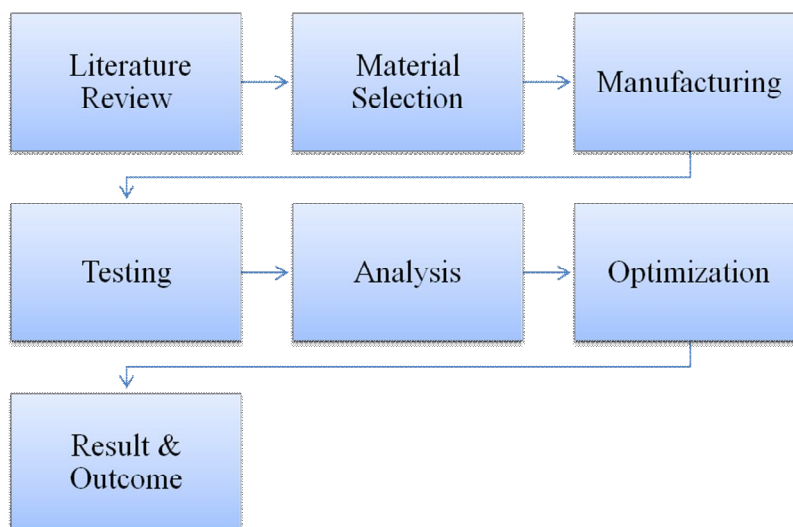 Literature
Review
Material
Selection
Manufacturing
Testing
Analysis
Optimization
Result &
Outcome